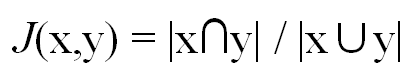 J(x,y) = |x∩y| / |x ∪ y|